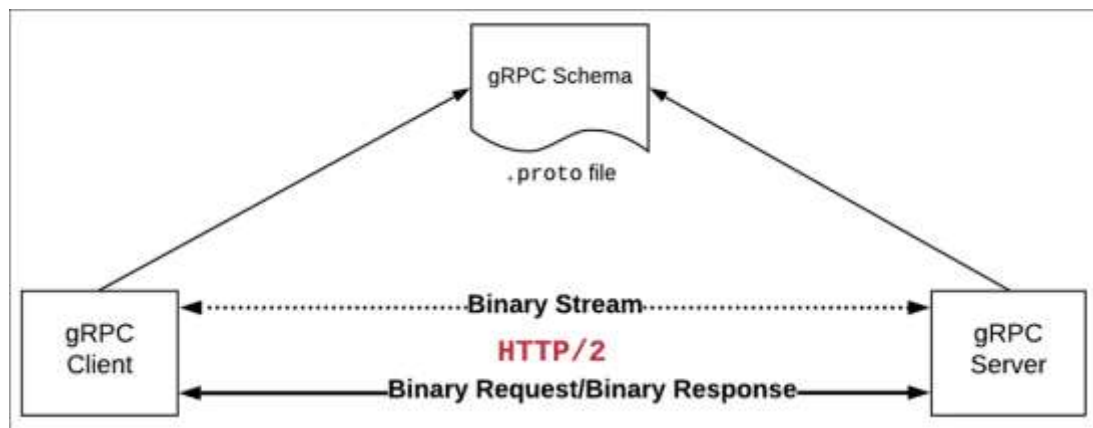 gRPC Schema
.proto file
Binary Stream
gRPC
Client
HTTP/2
gRPC
Server
Binary Request/Binary Response